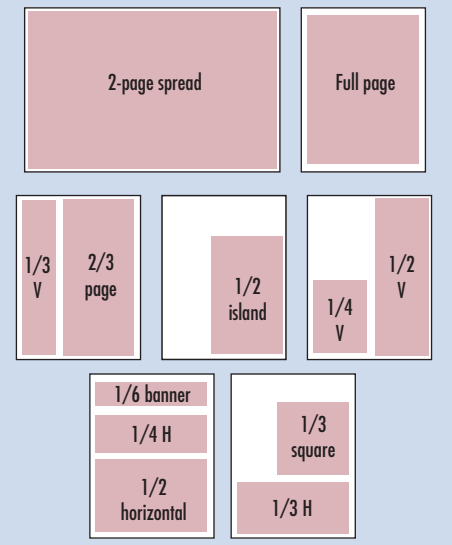 2-page spread
Full page
1/3
V
2/3
page
1/2
island
1/4
V
1/2
V
1/6 banner
1/4 H
1/2
horizontal
1/3
square
1/3 H